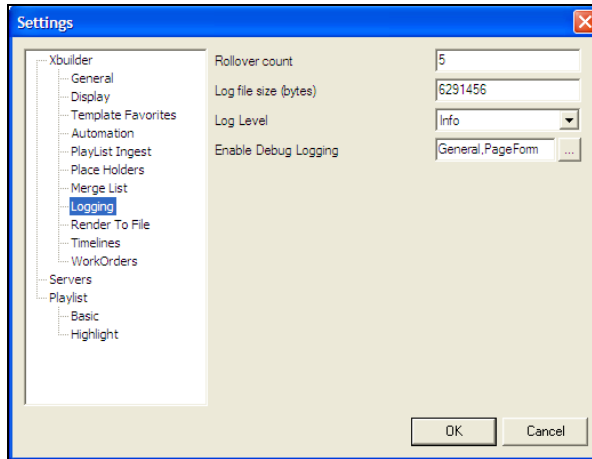 Settings
Xbuilder
General
Display
Template Favorites
Automation
PlayList Ingest
Place Holders
Merge List
Logging
Render To File
Timelines
WorkOrders
Servers
Playlist
Basic
Highlight
Rollover count 5
Log file size (bytes) 6291456
Log Level Info
Enable Debug Logging General,PageForm ...
OK Cancel